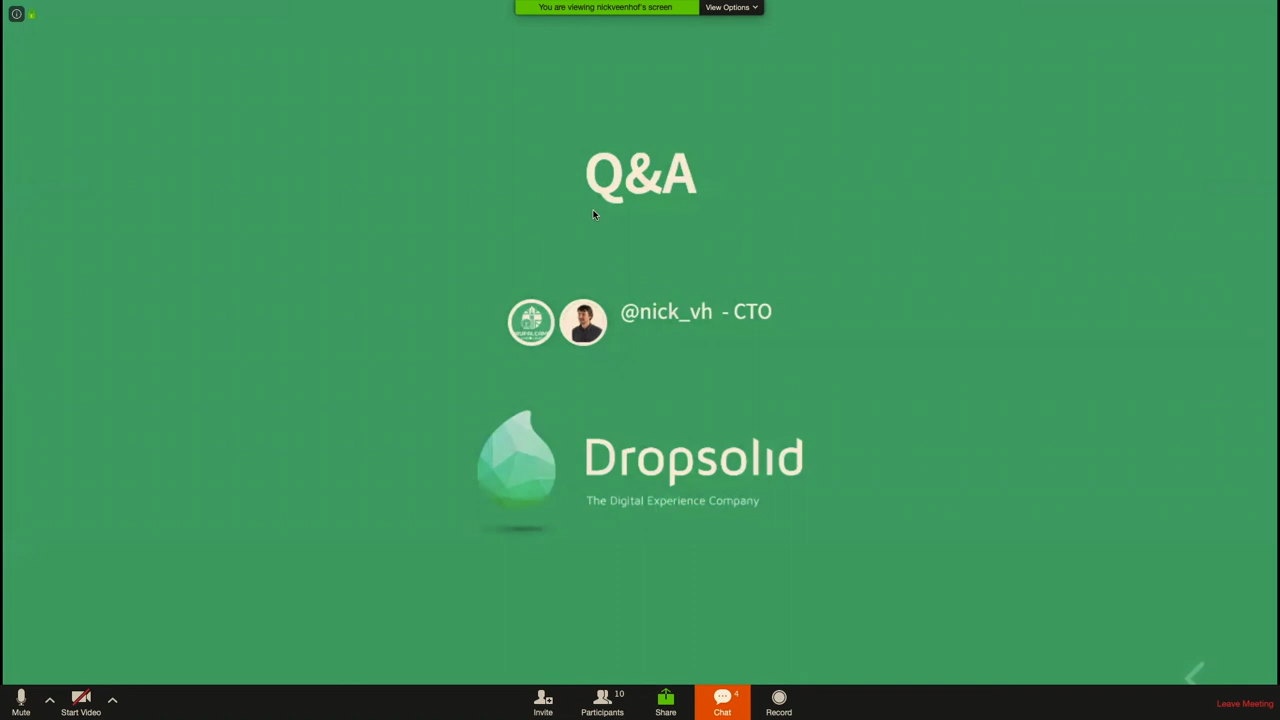 You are viewing nickveenhof's screen
View Options
Q&A
@nick_vh - CTO
Dropsolid
The Digital Experience Company
Mute
Start Video
Invite
Participants
10
Share
Chat
4
Record
Leave Meeting